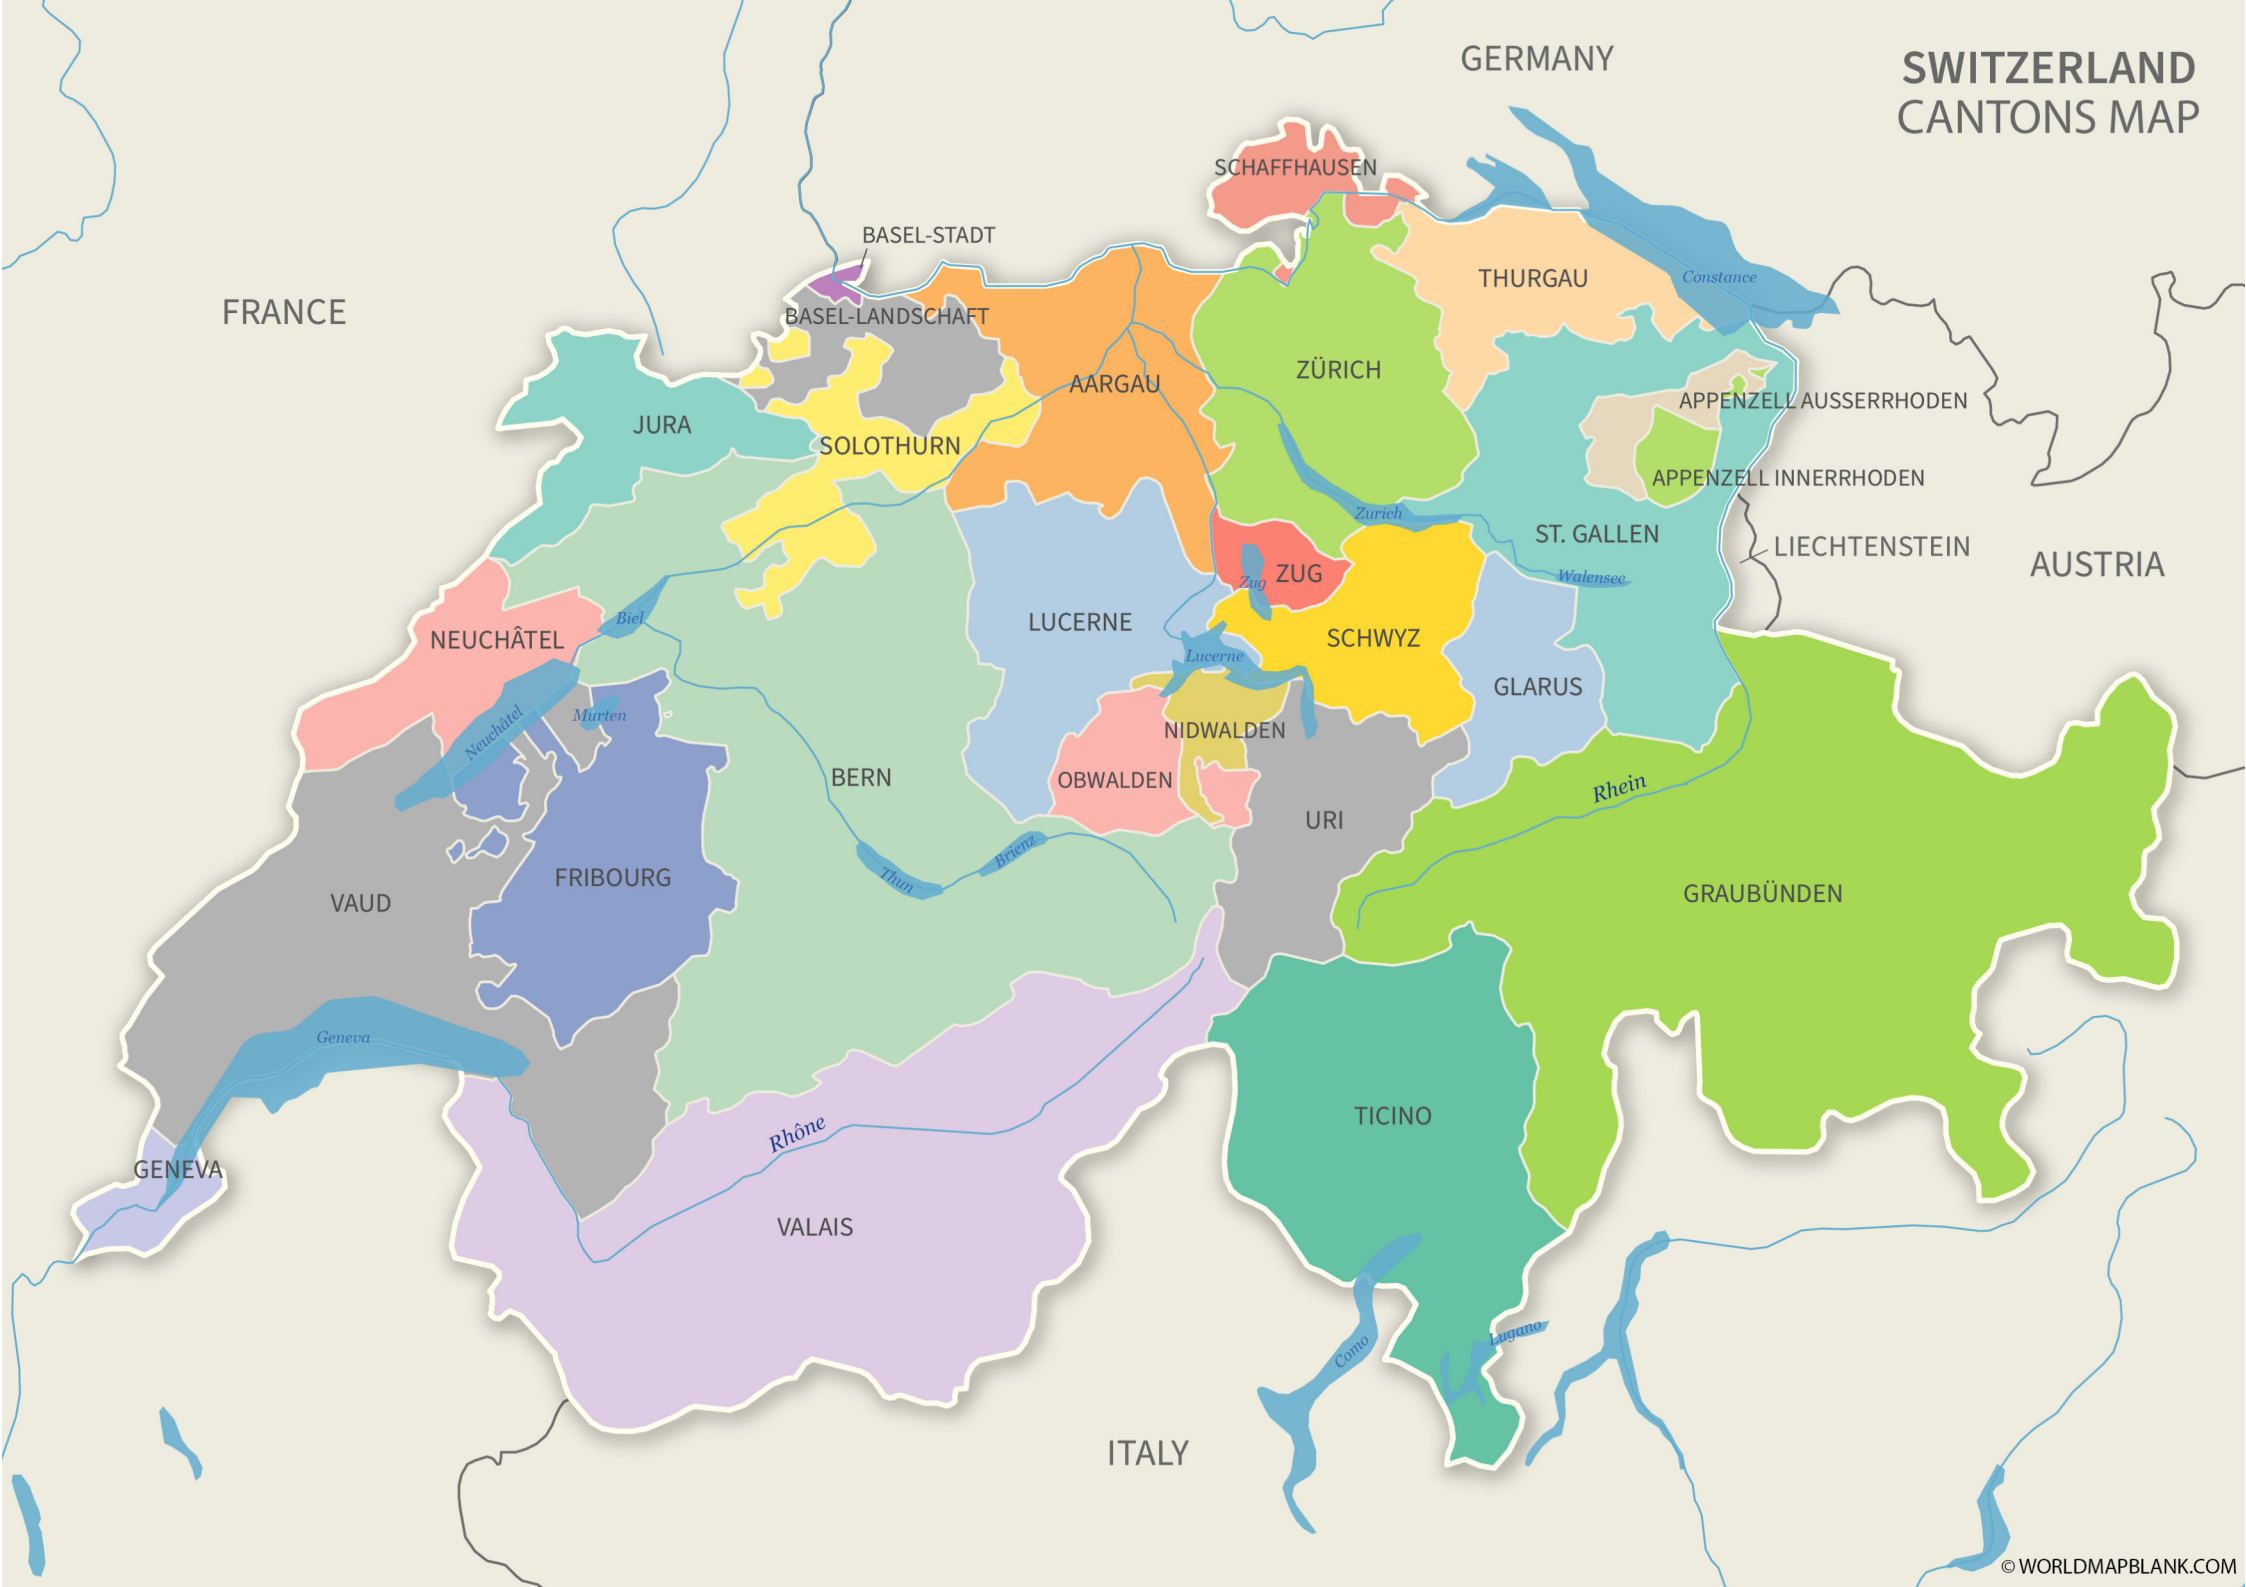 SWITZERLAND
CANTONS MAP
GERMANY
FRANCE
AUSTRIA
LIECHTENSTEIN
ITALY
SCHAFFHAUSEN
BASEL-STADT
BASEL-LANDSCHAFT
THURGAU
Constance
ZÜRICH
AARGAU
JURA
SOLOTHURN
APPENZELL AUSSERRHODEN
APPENZELL INNERRHODEN
Zurich
ST. GALLEN
Walensee
ZUG
Zug
Biel
LUCERNE
NEUCHÂTEL
SCHWYZ
Lucerne
GLARUS
Murten
Neuchâtel
NIDWALDEN
BERN
OBWALDEN
Rhein
URI
Brienz
Thun
FRIBOURG
VAUD
GRAUBÜNDEN
Geneva
TICINO
Rhône
GENEVA
VALAIS
Lugano
Como
© WORLDMAPBLANK.COM